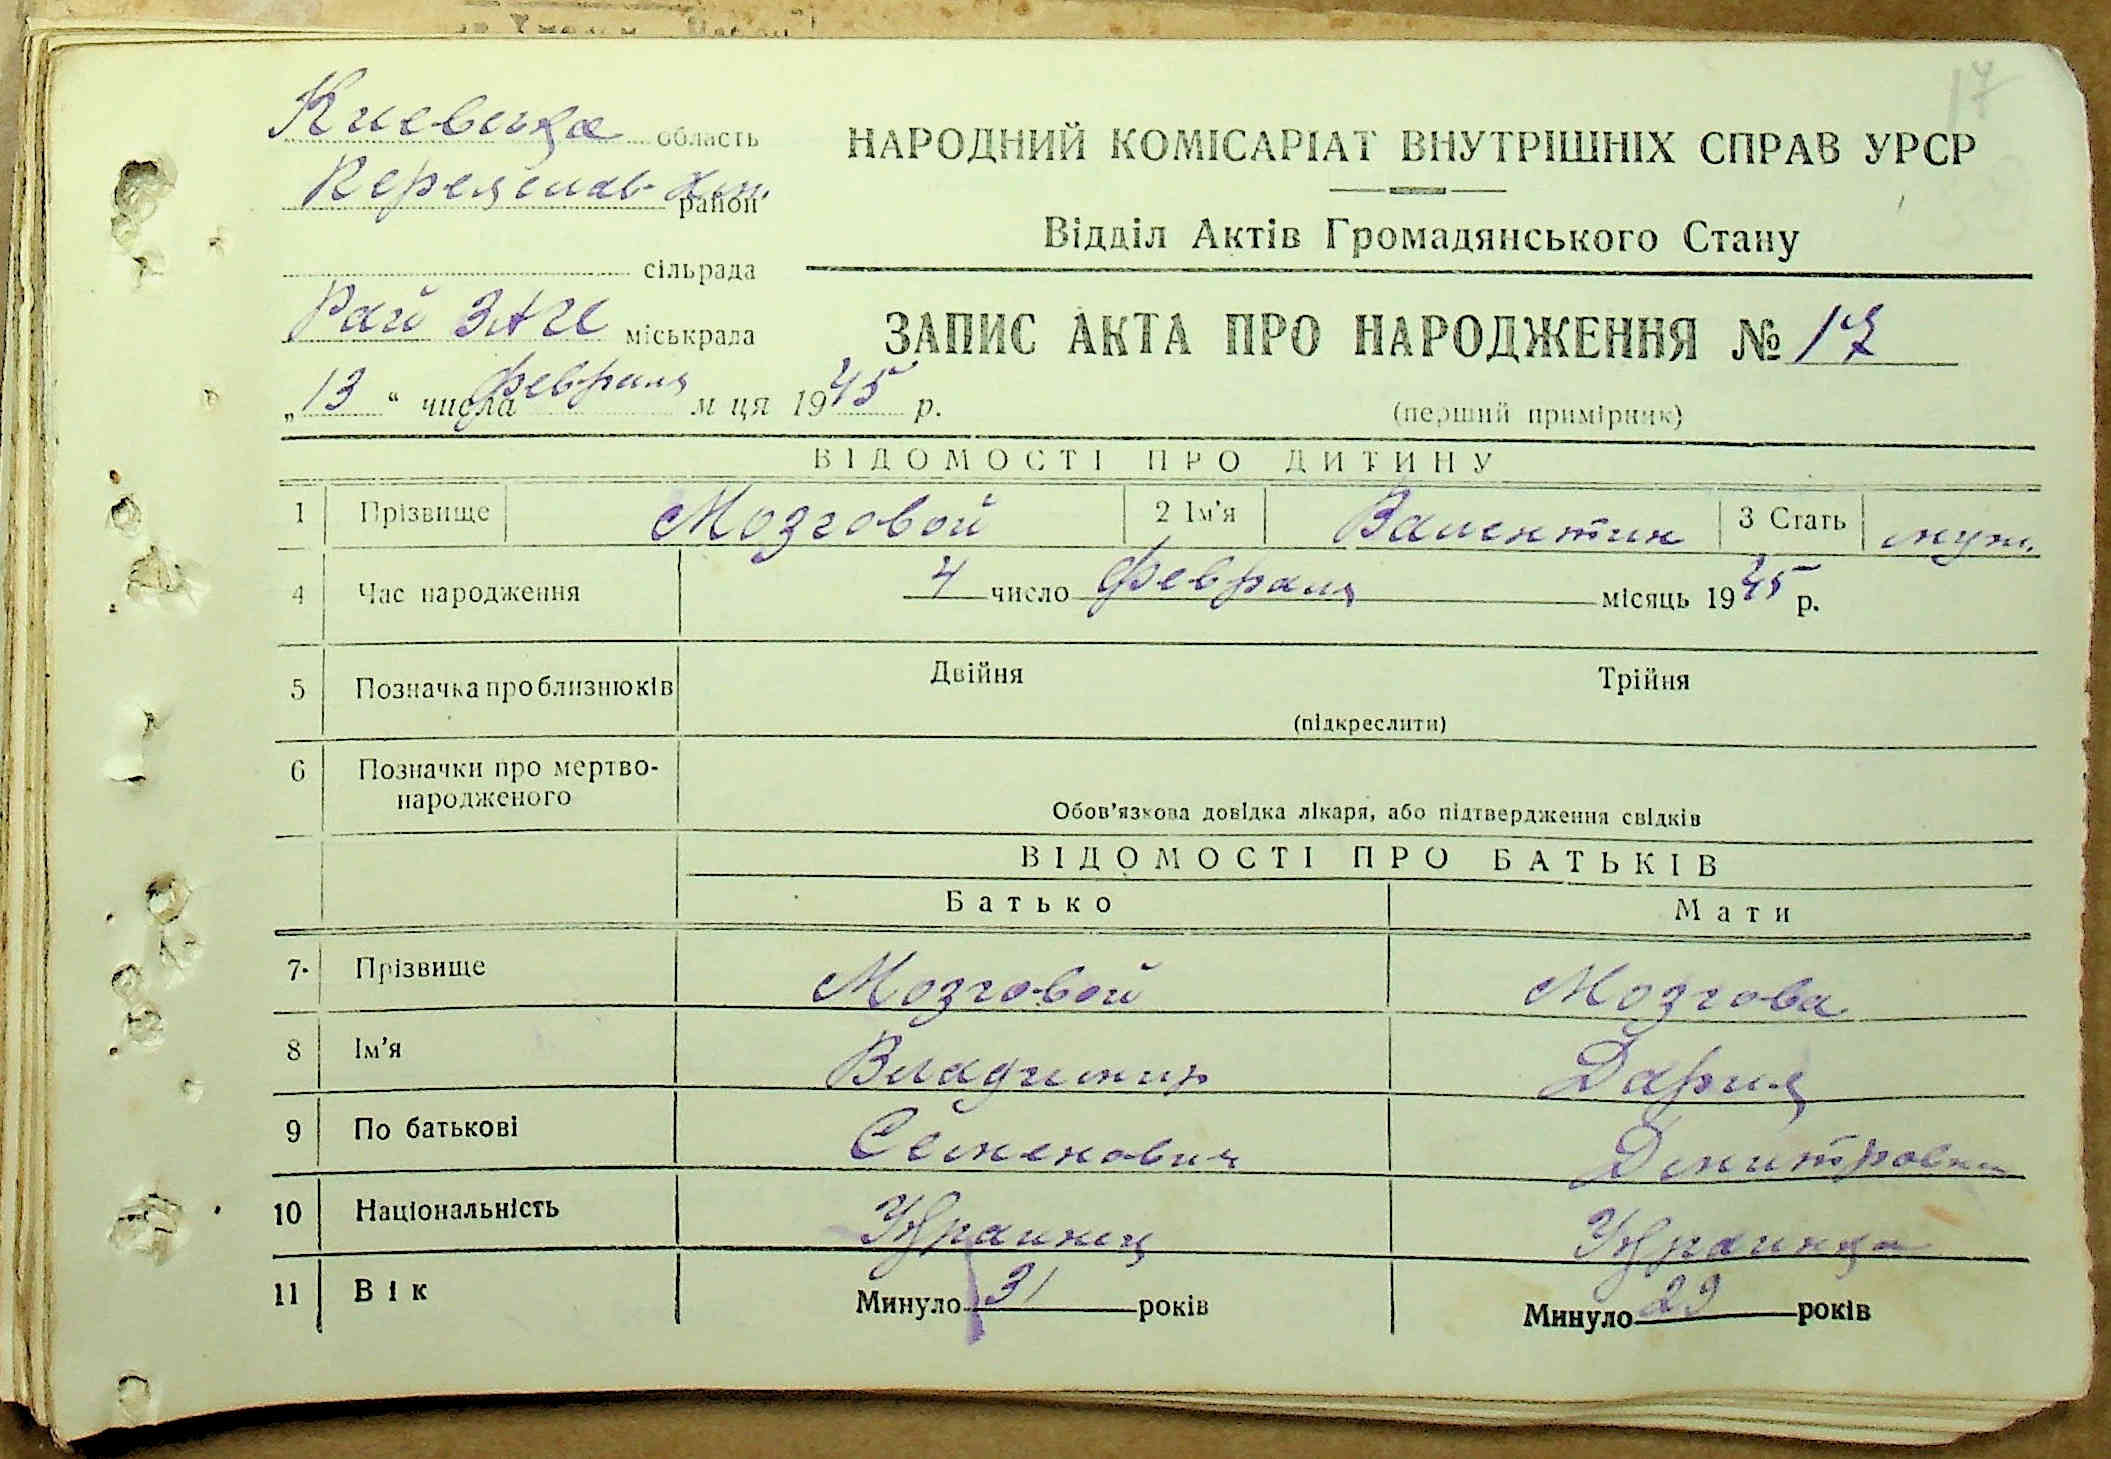 17
Киевська область
Переяслав-Хм. район
сільрада
Рай ЗАГС міськрада
НАРОДНИЙ КОМІСАРІАТ ВНУТРІШНІХ СПРАВ УРСР
Відділ Актів Громадянського Стану
ЗАПИС АКТА ПРО НАРОДЖЕННЯ № 17
„13“ числа февраля м ця 1945 р.
(перший примірник)
ВІДОМОСТІ ПРО ДИТИНУ
1 Прізвище Мозговой 2 Ім'я Валентин 3 Стать муж.
4 Час народження 4 число февраля місяць 1945 р.
5 Позначка про близнюків Двійня Трійня
(підкреслити)
6 Позначки про мертво-
народженого
Обов'язкова довідка лікаря, або підтвердження свідків
ВІДОМОСТІ ПРО БАТЬКІВ
Батько Мати
7. Прізвище Мозговой Мозгова
8 Ім'я Владимир Дария
9 По батькові Семенович Дмитровна
10 Національність Украинец Украинка
11 Вік Минуло 31 років Минуло 29 років